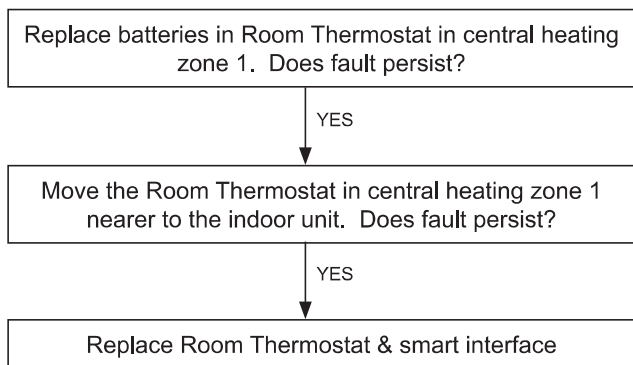 Replace batteries in Room Thermostat in central heating
zone 1.  Does fault persist?
YES
Move the Room Thermostat in central heating zone 1
nearer to the indoor unit.  Does fault persist?
YES
Replace Room Thermostat & smart interface